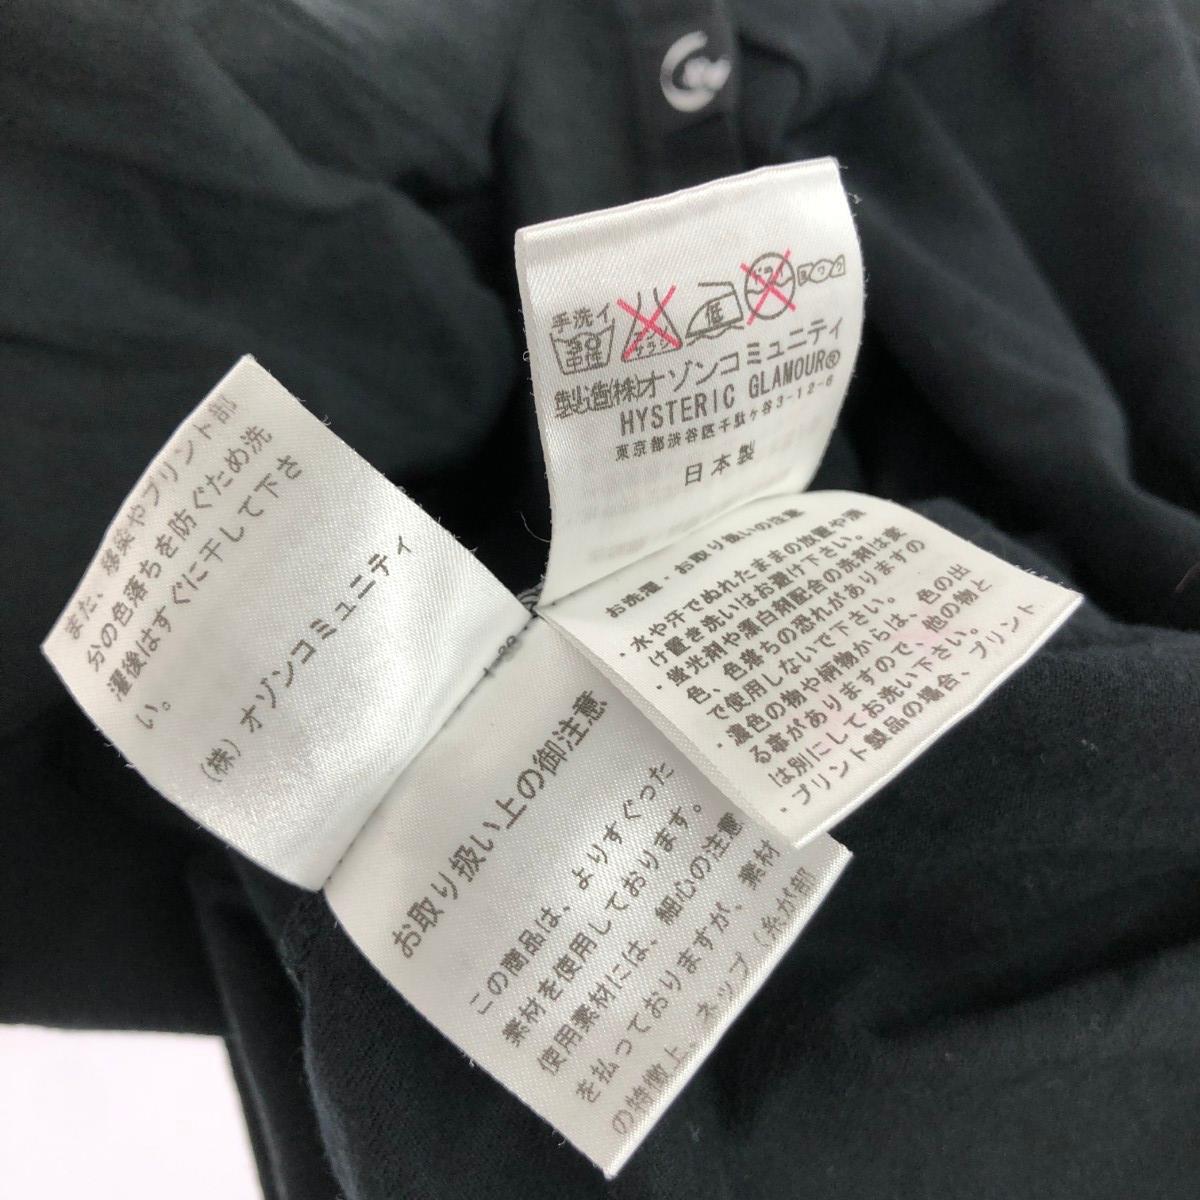 手洗イ
弱
中性
エンソ
サラシ
低
ドライ
ヨワク
製造(株)オゾンコミュニティ
HYSTERIC GLAMOUR®
東京都渋谷区千駄ヶ谷3-12-6
日本製
お洗濯・お取り扱いの注意
・水や汗でぬれたままの放置や漬
け置き洗いはお避け下さい。
・蛍光剤や漂白剤配合の洗剤は変
色、色落ちの恐れがありますの
で使用しないで下さい。
・濃色の物や柄物からは、色の出
る事がありますので、他の物と
は別にしてお洗い下さい。
・プリント製品の場合、プリント
また、移染やプリント部
分の色落ちを防ぐため洗
濯後はすぐに干して下さ
い。
(株)オゾンコミュニティ
お取り扱い上の御注意
この商品は、よりすぐった
素材を使用しております。
使用素材には、細心の注意
を払っておりますが、素材
の特徴上、ネップ(糸が部